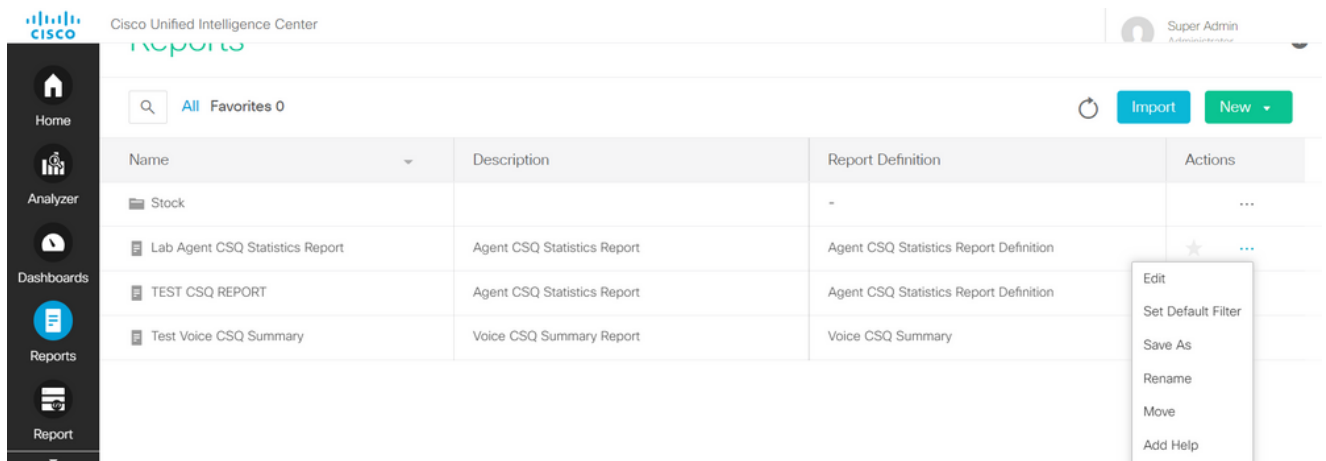 CISCO
Cisco Unified Intelligence Center
Super Admin
Administrator
Reports
Home
Analyzer
Dashboards
Reports
Report
All Favorites 0
Import
New
Name Description Report Definition Actions
Stock - ...
Lab Agent CSQ Statistics Report Agent CSQ Statistics Report Agent CSQ Statistics Report Definition ...
TEST CSQ REPORT Agent CSQ Statistics Report Agent CSQ Statistics Report Definition
Test Voice CSQ Summary Voice CSQ Summary Report Voice CSQ Summary
Edit
Set Default Filter
Save As
Rename
Move
Add Help